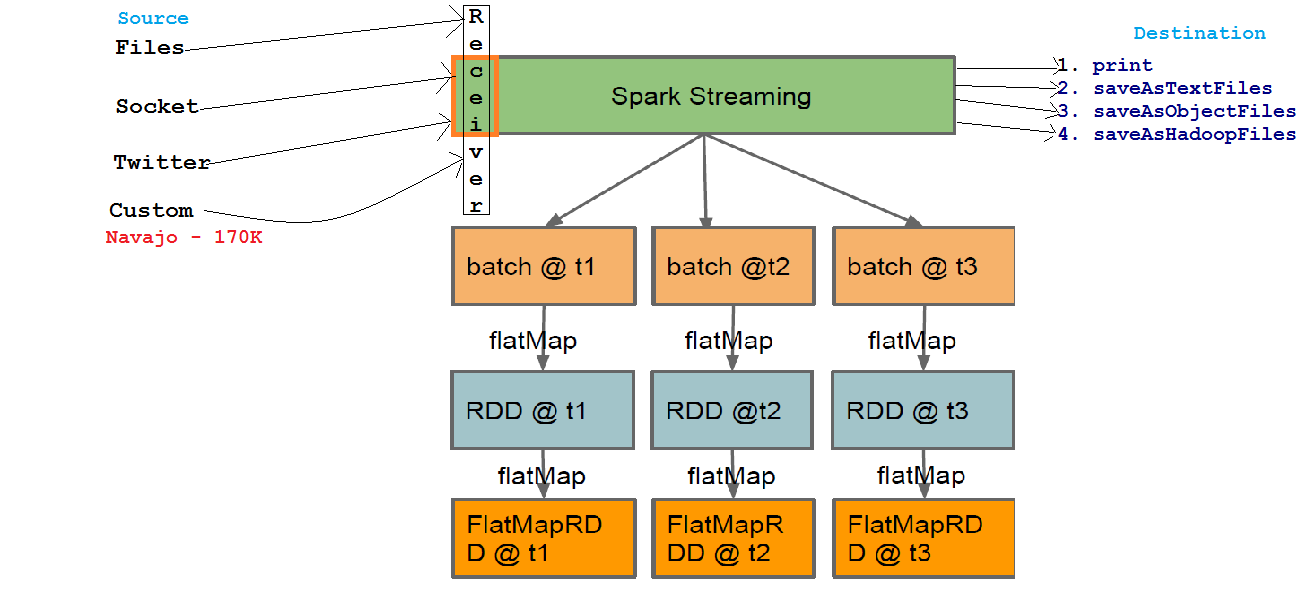 Source
Files
Socket
Twitter
Custom
Navajo - 170K
Receiver
Spark Streaming
Destination
1. print
2. saveAsTextFiles
3. saveAsObjectFiles
4. saveAsHadoopFiles
batch @ t1
batch @t2
batch @ t3
flatMap
flatMap
flatMap
RDD @ t1
RDD @t2
RDD @ t3
flatMap
flatMap
flatMap
FlatMapRD
D @ t1
FlatMapR
DD @ t2
FlatMapRD
D @ t3